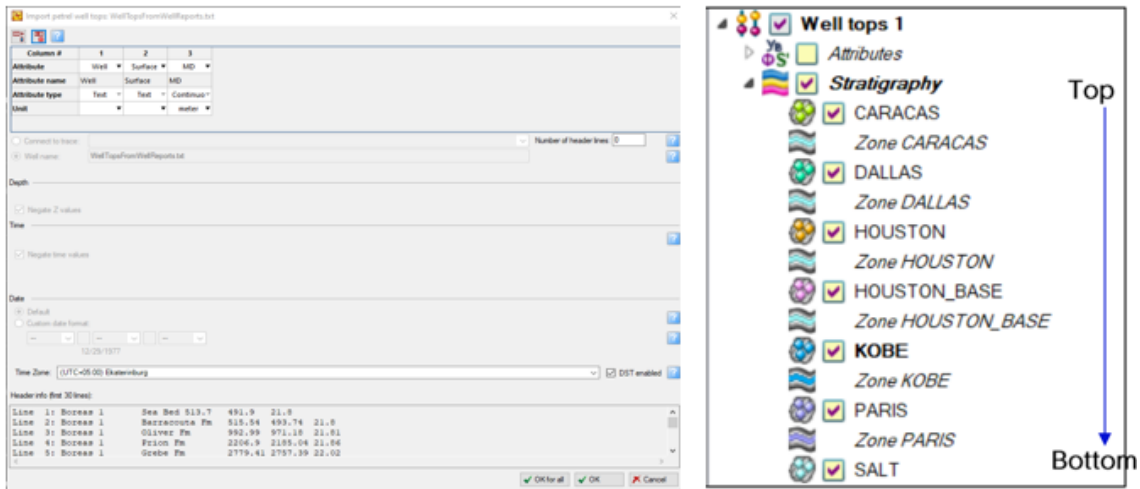 Import petrel well tops: WellTopsFromWellReports.txt
Column # 1 2 3
Attribute Well Surface MD
Attribute name Well Surface MD
Attribute type Text Text Continuo
Unit meter
Connect to trace: Number of header lines: 0
Well name: WellTopsFromWellReports.txt
Depth
Negate Z values
Time
Negate time values
Date
Default
Custom date format:
-- -- --
12/25/1977
Time Zone: (UTC+05:00) Ekaterinburg DST enabled
Header info (first 30 lines):
Line 1: Boreas 1 Sea Bed 513.7 491.9 21.8
Line 2: Boreas 1 Barracouta Fm 515.54 493.74 21.8
Line 3: Boreas 1 Oliver Fm 992.99 971.18 21.81
Line 4: Boreas 1 Prion Fm 2206.9 2185.04 21.86
Line 5: Boreas 1 Grebe Fm 2779.41 2757.39 22.02
OK for all OK Cancel
Well tops 1
Attributes
Stratigraphy
Top
CARACAS
Zone CARACAS
DALLAS
Zone DALLAS
HOUSTON
Zone HOUSTON
HOUSTON_BASE
Zone HOUSTON_BASE
KOBE
Zone KOBE
PARIS
Zone PARIS
Bottom
SALT